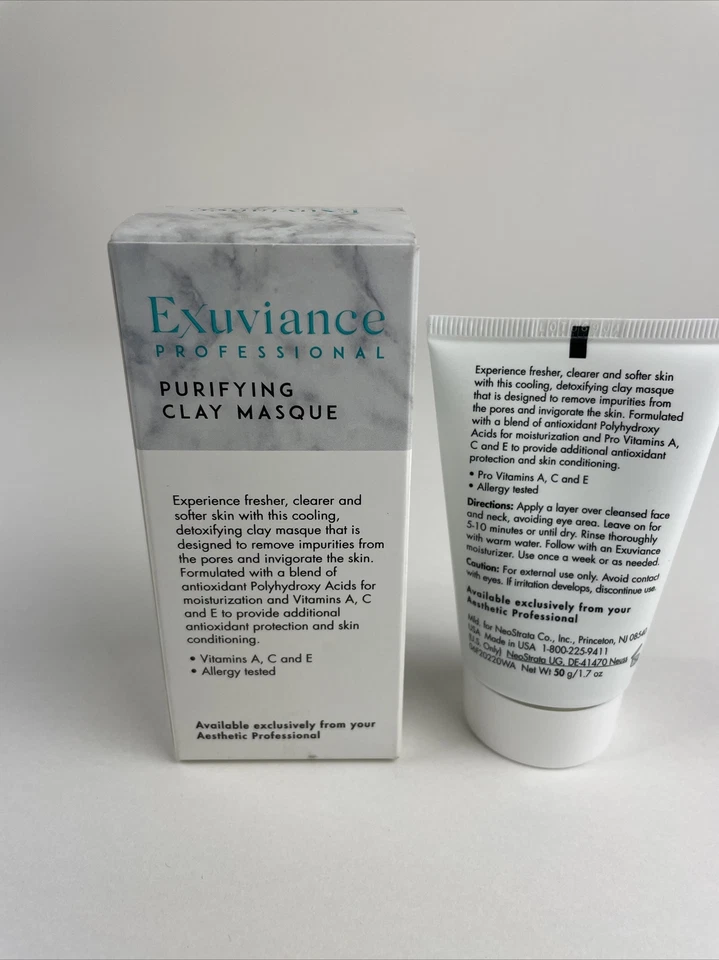 Exuviance
PROFESSIONAL
PURIFYING
CLAY MASQUE
Experience fresher, clearer and
softer skin with this cooling,
detoxifying clay masque that is
designed to remove impurities from
the pores and invigorate the skin.
Formulated with a blend of
antioxidant Polyhydroxy Acids for
moisturization and Vitamins A, C
and E to provide additional
antioxidant protection and skin
conditioning.
• Vitamins A, C and E
• Allergy tested
Available exclusively from your
Aesthetic Professional
Experience fresher, clearer and softer skin
with this cooling, detoxifying clay masque
that is designed to remove impurities from
the pores and invigorate the skin. Formulated
with a blend of antioxidant Polyhydroxy
Acids for moisturization and Pro Vitamins A,
C and E to provide additional antioxidant
protection and skin conditioning.
• Pro Vitamins A, C and E
• Allergy tested
Directions: Apply a layer over cleansed face
and neck, avoiding eye area. Leave on for
5-10 minutes or until dry. Rinse thoroughly
with warm water. Follow with an Exuviance
moisturizer. Use once a week or as needed.
Caution: For external use only. Avoid contact
with eyes. If irritation develops, discontinue use.
Available exclusively from your
Aesthetic Professional
Mfd. for NeoStrata Co., Inc., Princeton, NJ 08540
USA Made in USA 1-800-225-9411
(U.S. Only) NeoStrata UG, DE-41470 Neuss
Net Wt 50 g/1.7 oz